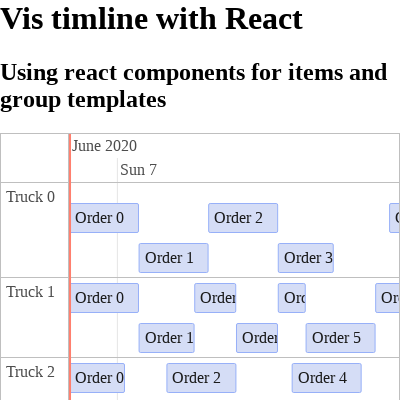 Vis timline with React
Using react components for items and
group templates
June 2020
Sun 7
Truck 0
Order 0
Order 2
Order 1
Order 3
Truck 1
Order 0
Order
Or
Or
Order 1
Order
Order 5
Truck 2
Order 0
Order 2
Order 4